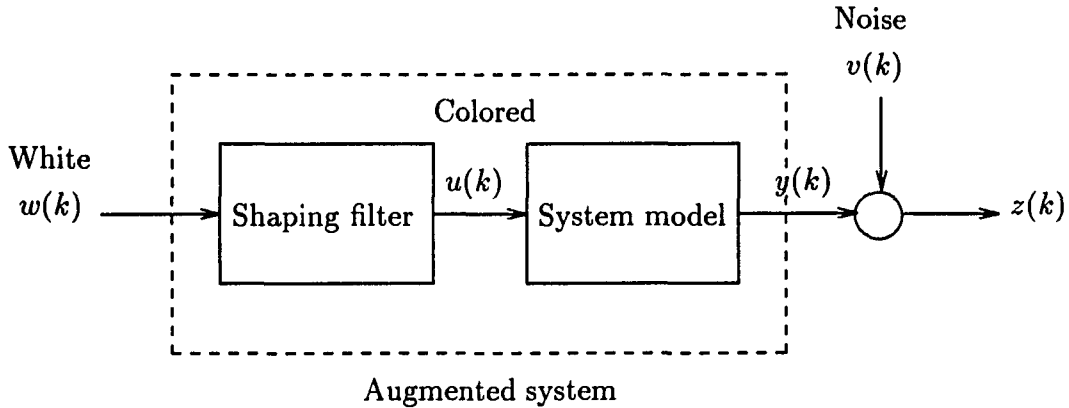 Noise
v(k)
Colored
White
w(k)
Shaping filter
u(k)
System model
y(k)
z(k)
Augmented system